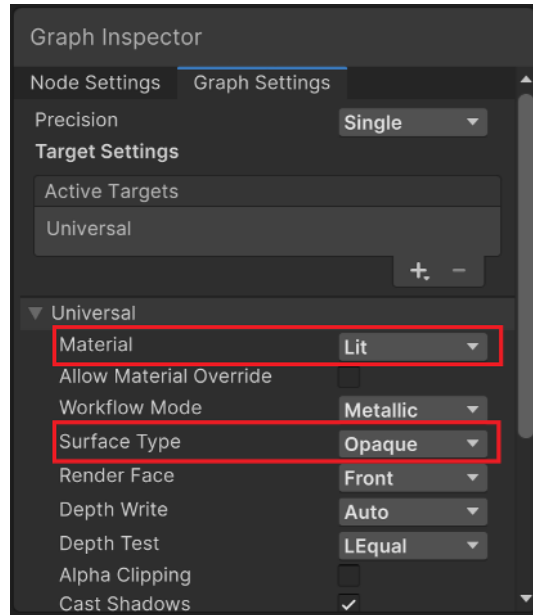 Graph Inspector
Node Settings Graph Settings
Precision Single
Target Settings
Active Targets
Universal
+ −
Universal
Material Lit
Allow Material Override
Workflow Mode Metallic
Surface Type Opaque
Render Face Front
Depth Write Auto
Depth Test LEqual
Alpha Clipping
Cast Shadows